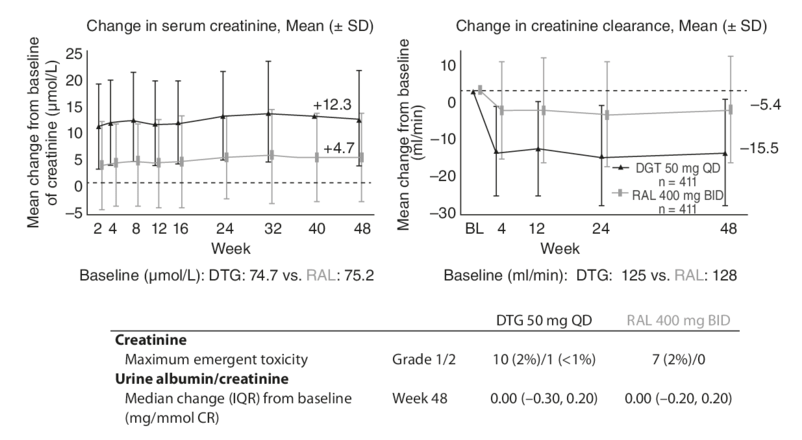 Change in serum creatinine, Mean (± SD)
Mean change from baseline
of creatinine (µmol/L)
25
20
15
10
5
0
−5
+12.3
+4.7
2 4 8 12 16 24 32 40 48
Week
Baseline (µmol/L): DTG: 74.7 vs. RAL: 75.2
Change in creatinine clearance, Mean (± SD)
Mean change from baseline
(ml/min)
10
0
−10
−20
−30
−5.4
−15.5
DGT 50 mg QD
n = 411
RAL 400 mg BID
n = 411
BL 4 12 24 48
Week
Baseline (ml/min): DTG: 125 vs. RAL: 128
DTG 50 mg QD RAL 400 mg BID
Creatinine
Maximum emergent toxicity Grade 1/2 10 (2%)/1 (<1%) 7 (2%)/0
Urine albumin/creatinine
Median change (IQR) from baseline Week 48 0.00 (−0.30, 0.20) 0.00 (−0.20, 0.20)
(mg/mmol CR)